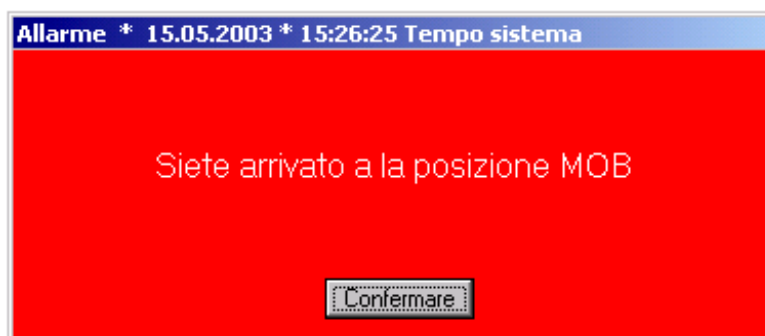 Allarme * 15.05.2003 * 15:26:25 Tempo sistema
Siete arrivato a la posizione MOB
Confermare